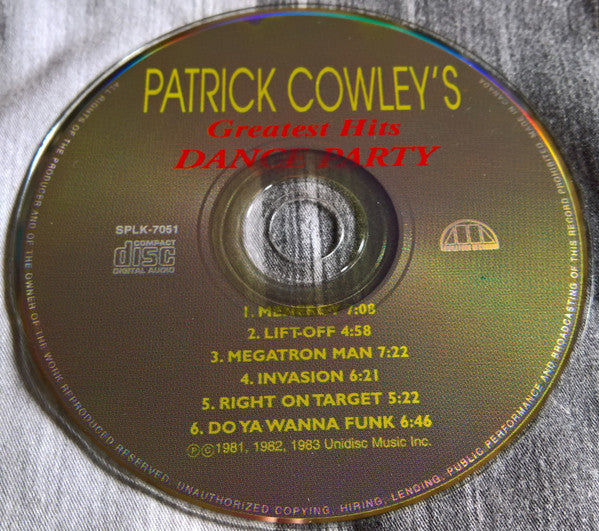 PATRICK COWLEY'S
Greatest Hits
DANCE PARTY
SPLK-7051
COMPACT
disc
DIGITAL AUDIO
1. MENERGY 7:08
2. LIFT-OFF 4:58
3. MEGATRON MAN 7:22
4. INVASION 6:21
5. RIGHT ON TARGET 5:22
6. DO YA WANNA FUNK 6:46
Ⓟ©1981, 1982, 1983 Unidisc Music Inc.
ALL RIGHTS OF THE PRODUCER AND OF THE OWNER OF THE WORK REPRODUCED RESERVED. UNAUTHORIZED COPYING, HIRING, LENDING, PUBLIC PERFORMANCE AND BROADCASTING OF THIS RECORD PROHIBITED. MADE IN CANADA